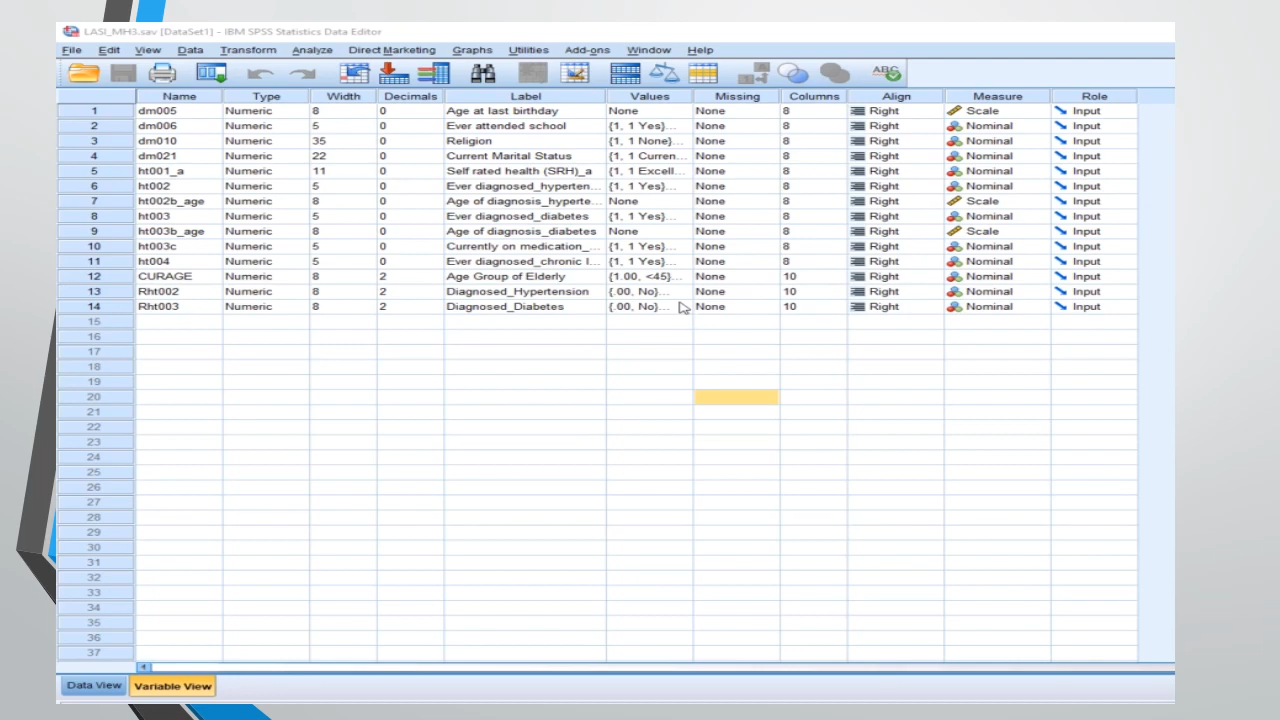 LASI_MH3.sav [DataSet1] - IBM SPSS Statistics Data Editor
File Edit View Data Transform Analyze Direct Marketing Graphs Utilities Add-ons Window Help
Name Type Width Decimals Label Values Missing Columns Align Measure Role
1 dm005 Numeric 8 0 Age at last birthday None None 8 Right Scale Input
2 dm006 Numeric 5 0 Ever attended school {1, 1 Yes}... None 8 Right Nominal Input
3 dm010 Numeric 35 0 Religion {1, 1 None}... None 8 Right Nominal Input
4 dm021 Numeric 22 0 Current Marital Status {1, 1 Curren... None 8 Right Nominal Input
5 ht001_a Numeric 11 0 Self rated health (SRH)_a {1, 1 Excell... None 8 Right Nominal Input
6 ht002 Numeric 5 0 Ever diagnosed_hyperten... {1, 1 Yes}... None 8 Right Nominal Input
7 ht002b_age Numeric 8 0 Age of diagnosis_hyperte... None None 8 Right Scale Input
8 ht003 Numeric 5 0 Ever diagnosed_diabetes {1, 1 Yes}... None 8 Right Nominal Input
9 ht003b_age Numeric 8 0 Age of diagnosis_diabetes None None 8 Right Scale Input
10 ht003c Numeric 5 0 Currently on medication_... {1, 1 Yes}... None 8 Right Nominal Input
11 ht004 Numeric 5 0 Ever diagnosed_chronic l... {1, 1 Yes}... None 8 Right Nominal Input
12 CURAGE Numeric 8 2 Age Group of Elderly {1.00, <45}... None 10 Right Nominal Input
13 Rht002 Numeric 8 2 Diagnosed_Hypertension {.00, No}... None 10 Right Nominal Input
14 Rht003 Numeric 8 2 Diagnosed_Diabetes {.00, No}... None 10 Right Nominal Input
15
16
17
18
19
20
21
22
23
24
25
26
27
28
29
30
31
32
33
34
35
36
37
Data View Variable View